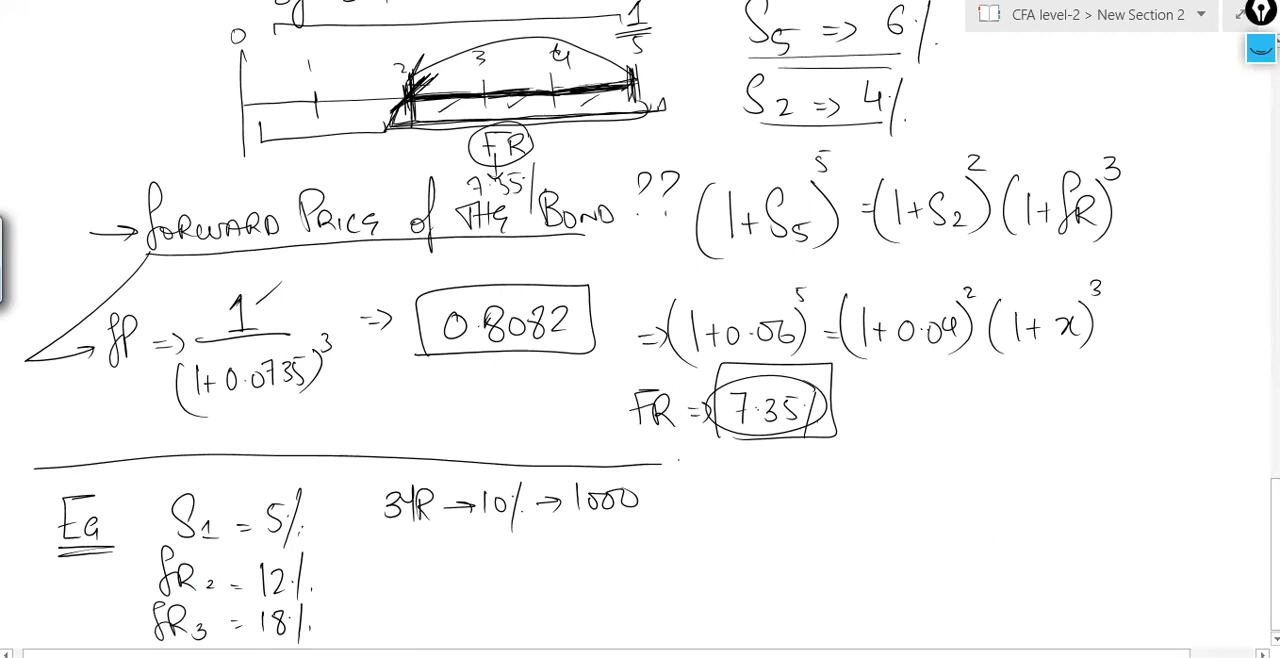 CFA level-2 > New Section 2
0 1 2 3 4 5
1
S5 => 6%
S2 => 4%
FR
7.35%
→ FORWARD PRICE of THE BOND ??
(1+S5)^5 = (1+S2)^2 (1+fR)^3
fP => 1/(1+0.0735)^3 => 0.8082
=> (1+0.06)^5 = (1+0.04)^2 (1+x)^3
FR => 7.35%
EG S1 = 5% 3YR → 10% → 1000
fR2 = 12%
fR3 = 18%